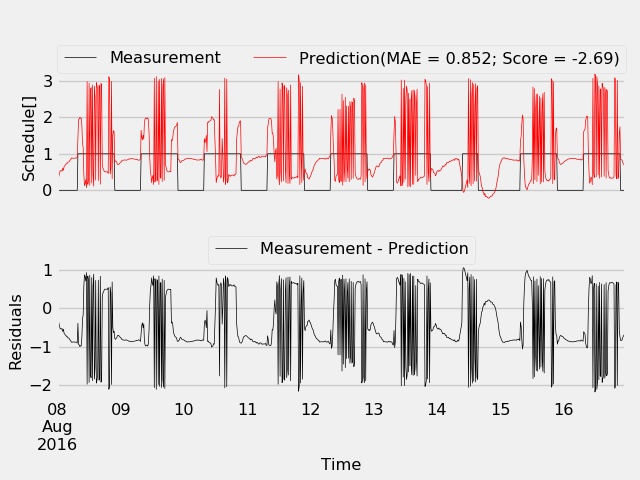 Measurement Prediction(MAE = 0.852; Score = -2.69)
3
2
1
0
Schedule[]
Measurement - Prediction
1
0
−1
−2
Residuals
08 09 10 11 12 13 14 15 16
Aug
2016
Time